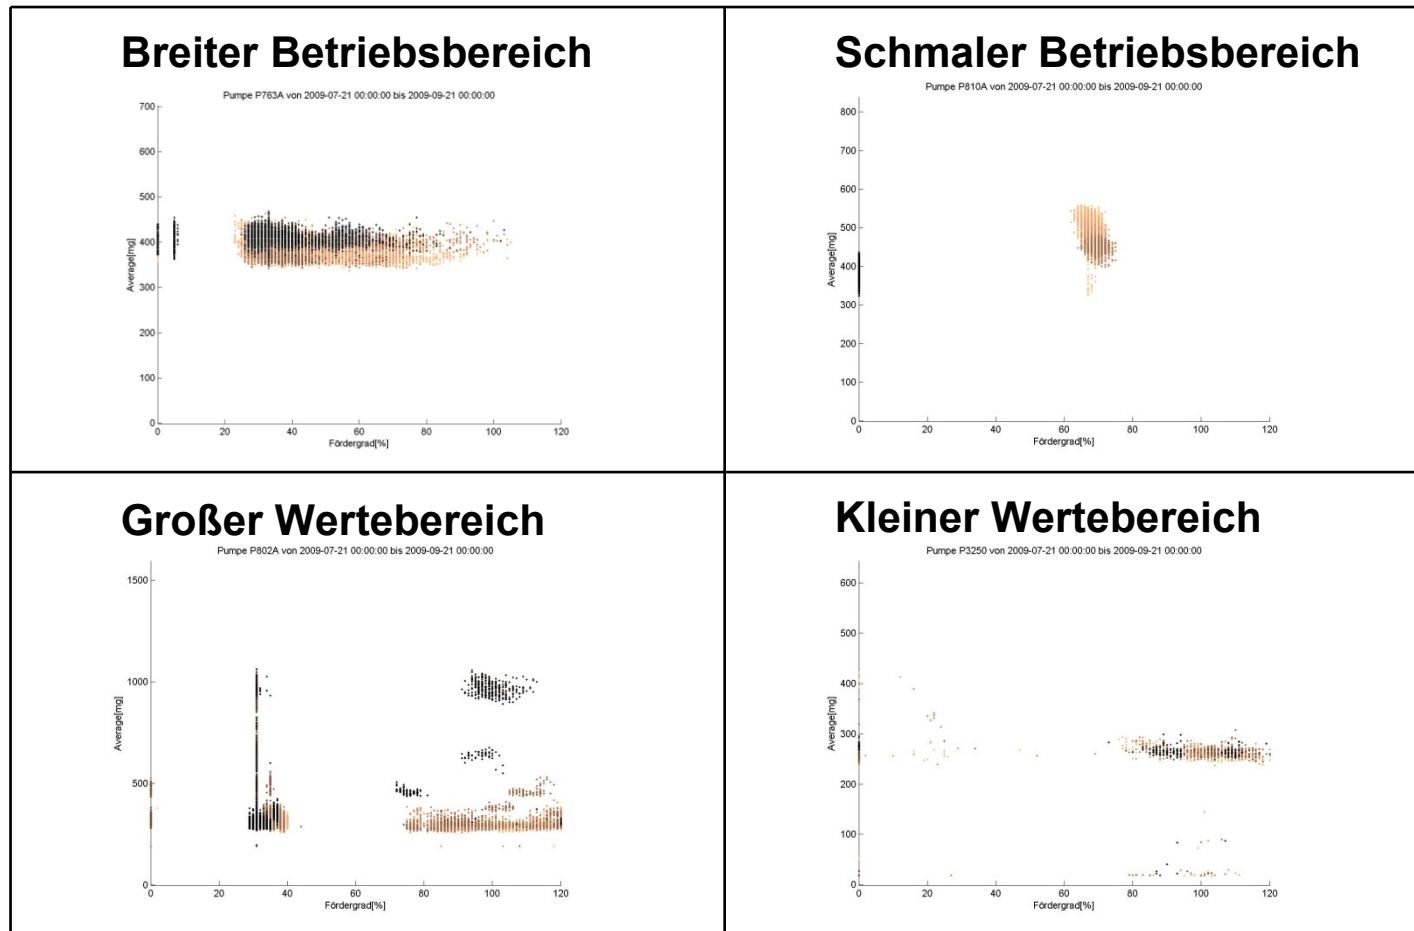 Breiter Betriebsbereich
Pumpe P763A von 2009-07-21 00:00:00 bis 2009-09-21 00:00:00
700
600
500
400
300
200
100
0
Average[mg]
0 20 40 60 80 100 120
Fördergrad[%]
Schmaler Betriebsbereich
Pumpe P810A von 2009-07-21 00:00:00 bis 2009-09-21 00:00:00
800
700
600
500
400
300
200
100
0
Average[mg]
0 20 40 60 80 100 120
Fördergrad[%]
Großer Wertebereich
Pumpe P802A von 2009-07-21 00:00:00 bis 2009-09-21 00:00:00
1500
1000
500
0
Average[mg]
0 20 40 60 80 100 120
Fördergrad[%]
Kleiner Wertebereich
Pumpe P3250 von 2009-07-21 00:00:00 bis 2009-09-21 00:00:00
600
500
400
300
200
100
0
Average[mg]
0 20 40 60 80 100 120
Fördergrad[%]